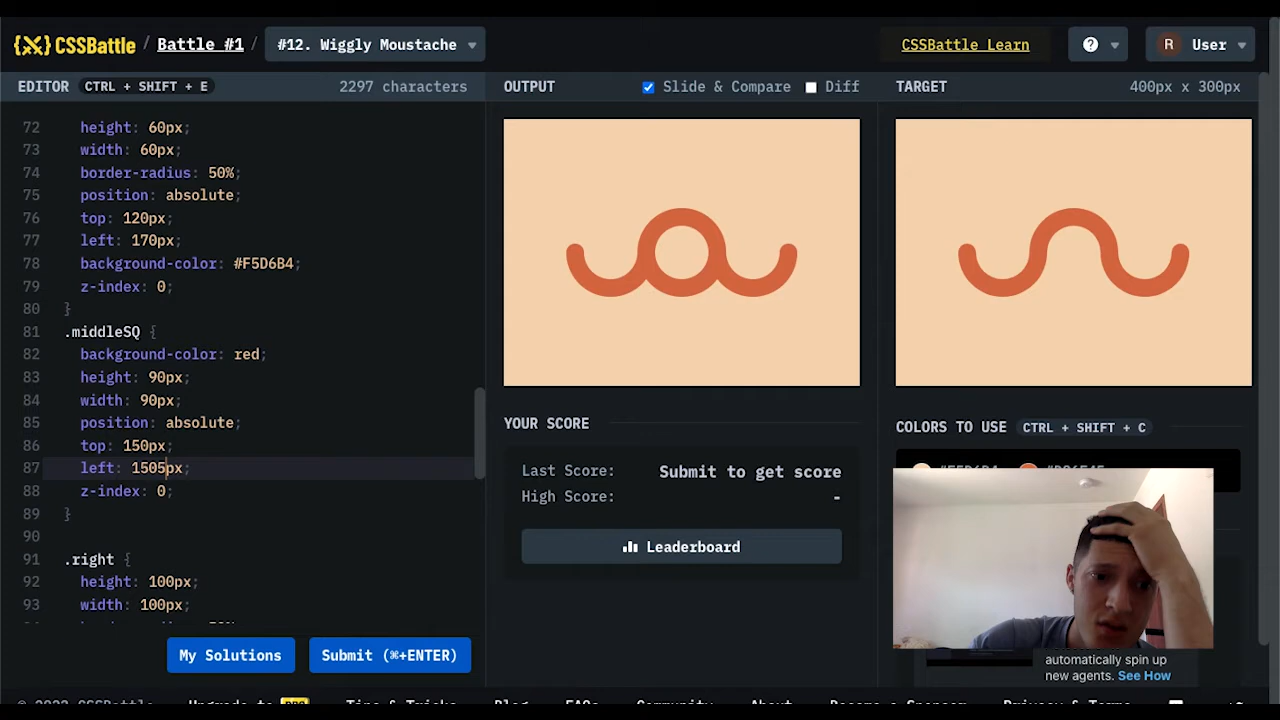 {X} CSSBattle / Battle #1 / #12. Wiggly Moustache
CSSBattle Learn
R User
EDITOR CTRL + SHIFT + E 2297 characters
OUTPUT Slide & Compare Diff
TARGET 400px x 300px
72 height: 60px;
73 width: 60px;
74 border-radius: 50%;
75 position: absolute;
76 top: 120px;
77 left: 170px;
78 background-color: #F5D6B4;
79 z-index: 0;
80 }
81 .middleSQ {
82 background-color: red;
83 height: 90px;
84 width: 90px;
85 position: absolute;
86 top: 150px;
87 left: 1505px;
88 z-index: 0;
89 }
90
91 .right {
92 height: 100px;
93 width: 100px;
My Solutions Submit (⌘+ENTER)
YOUR SCORE
Last Score: Submit to get score
High Score: -
Leaderboard
COLORS TO USE CTRL + SHIFT + C
automatically spin up
new agents. See How